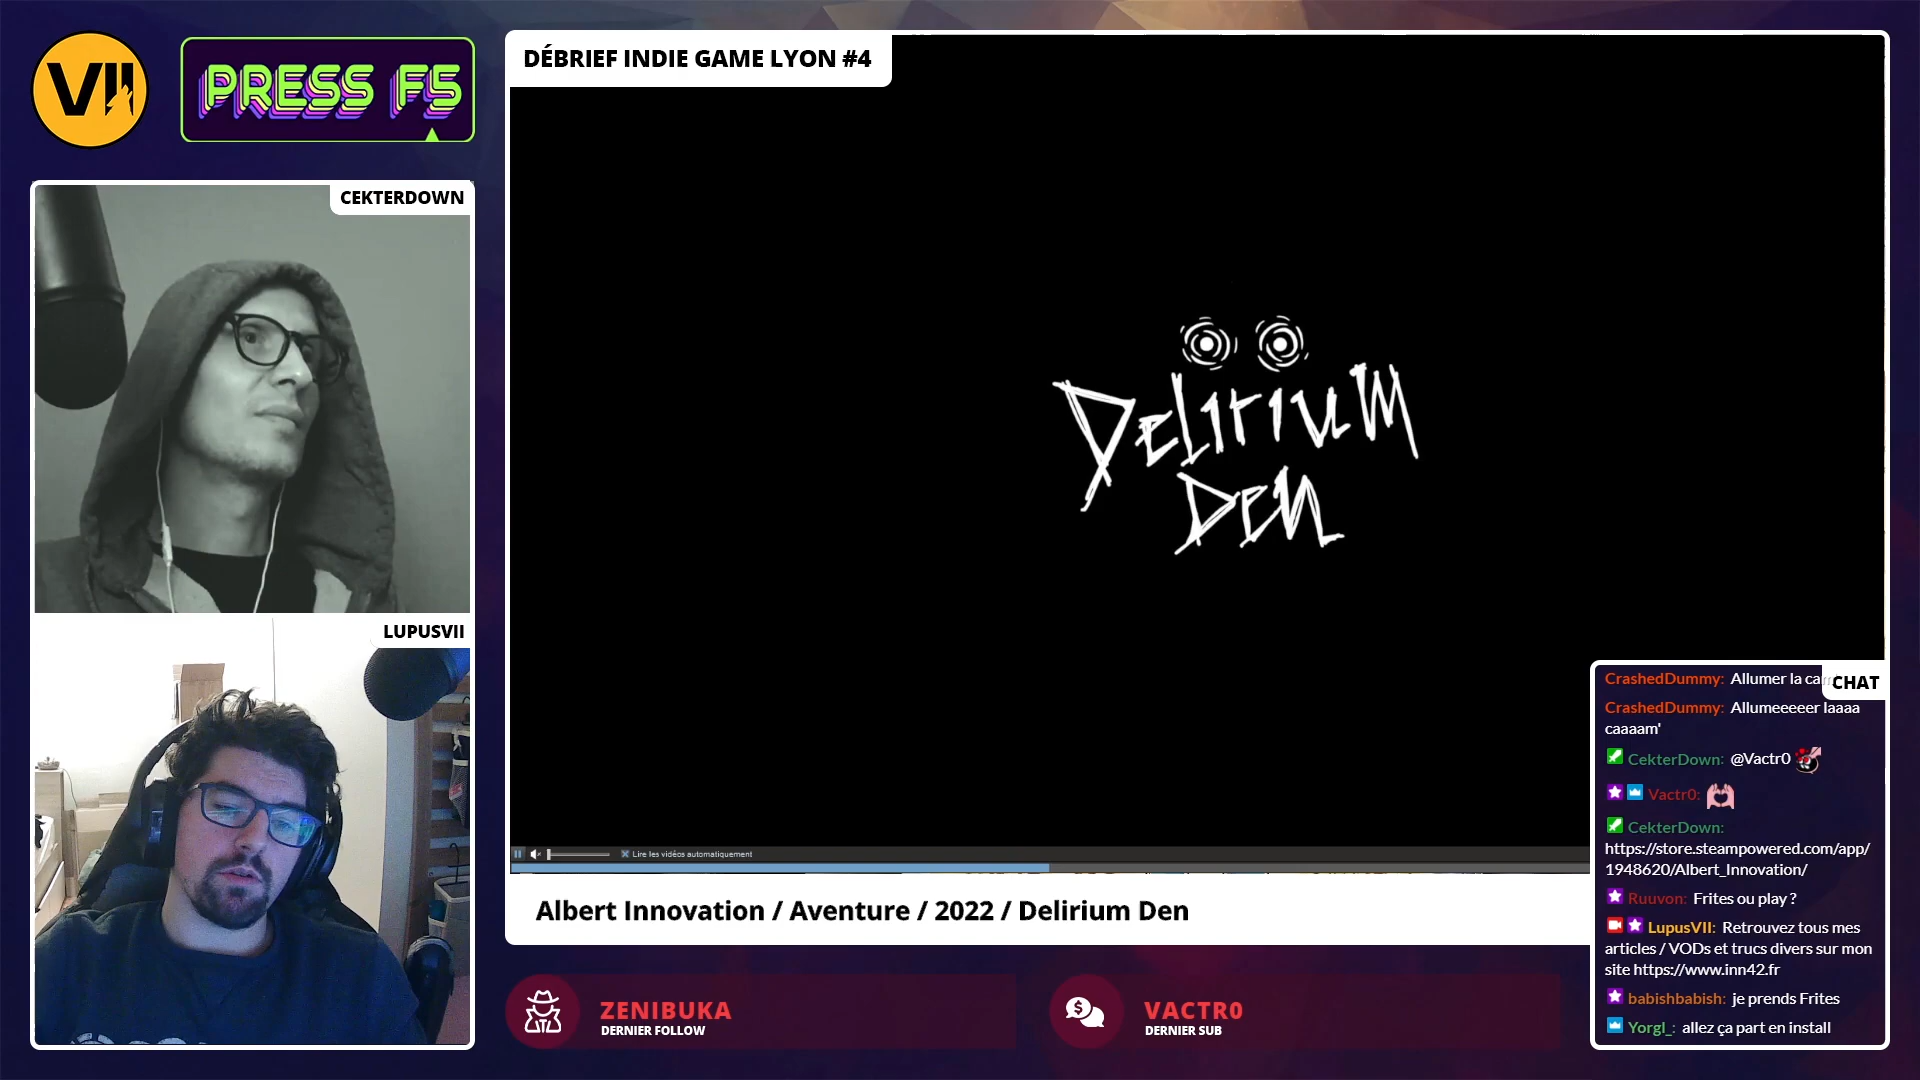 VII
PRESS F5
DÉBRIEF INDIE GAME LYON #4
CEKTERDOWN
LUPUSVII
Delirium
Den
Lire les vidéos automatiquement
Albert Innovation / Aventure / 2022 / Delirium Den
ZENIBUKA
DERNIER FOLLOW
VACTR0
DERNIER SUB
CHAT
CrashedDummy: Allumer la
CrashedDummy: Allumeeeeer laaaa
caaaam'
CekterDown: @Vactr0
Vactr0:
CekterDown:
https://store.steampowered.com/app/
1948620/Albert_Innovation/
Ruuvon: Frites ou play ?
LupusVII: Retrouvez tous mes
articles / VODs et trucs divers sur mon
site https://www.inn42.fr
babishbabish: je prends Frites
Yorgl_: allez ça part en install